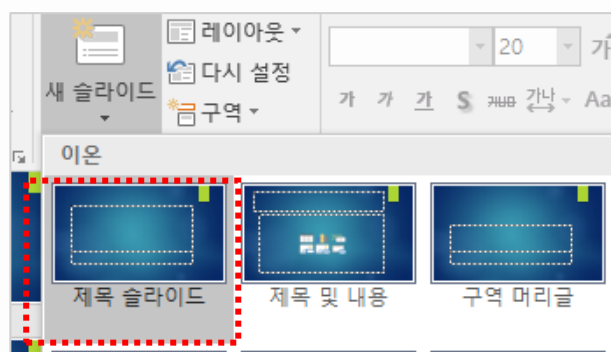 새 슬라이드
레이아웃
다시 설정
구역
20
가
가 가 가 S 가나 Aa
이온
제목 슬라이드
제목 및 내용
구역 머리글